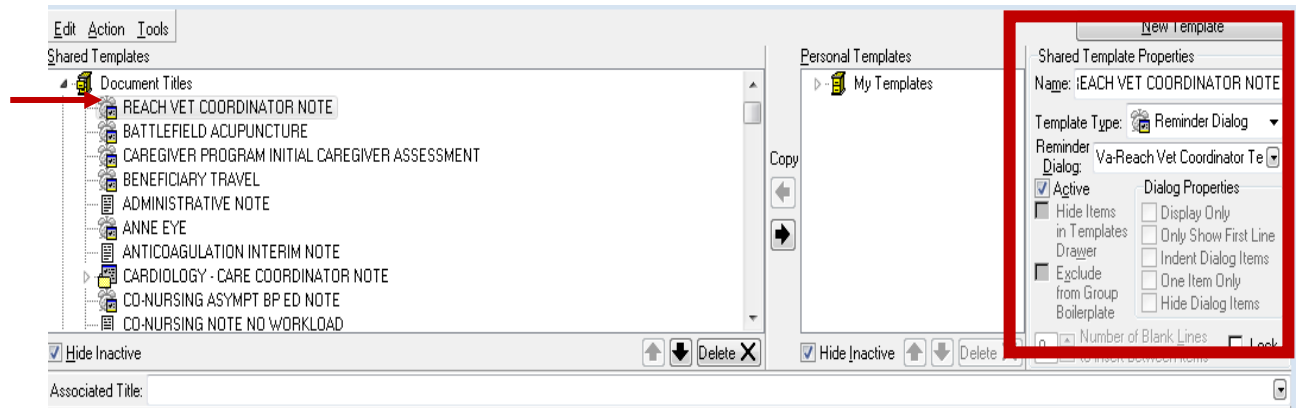 Edit Action Tools
New Template
Shared Templates
Personal Templates
Shared Template Properties
Document Titles
REACH VET COORDINATOR NOTE
BATTLEFIELD ACUPUNCTURE
CAREGIVER PROGRAM INITIAL CAREGIVER ASSESSMENT
BENEFICIARY TRAVEL
ADMINISTRATIVE NOTE
ANNE EYE
ANTICOAGULATION INTERIM NOTE
CARDIOLOGY - CARE COORDINATOR NOTE
CO-NURSING ASYMPT BP ED NOTE
CO-NURSING NOTE NO WORKLOAD
Copy
My Templates
Name: EACH VET COORDINATOR NOTE
Template Type: Reminder Dialog
Reminder
Dialog: Va-Reach Vet Coordinator Te
Active
Hide Items
in Templates
Drawer
Exclude
from Group
Boilerplate
Dialog Properties
Display Only
Only Show First Line
Indent Dialog Items
One Item Only
Hide Dialog Items
Number of Blank Lines
to Insert Between Items
Lock
Hide Inactive
Delete X
Hide Inactive
Delete
Associated Title: